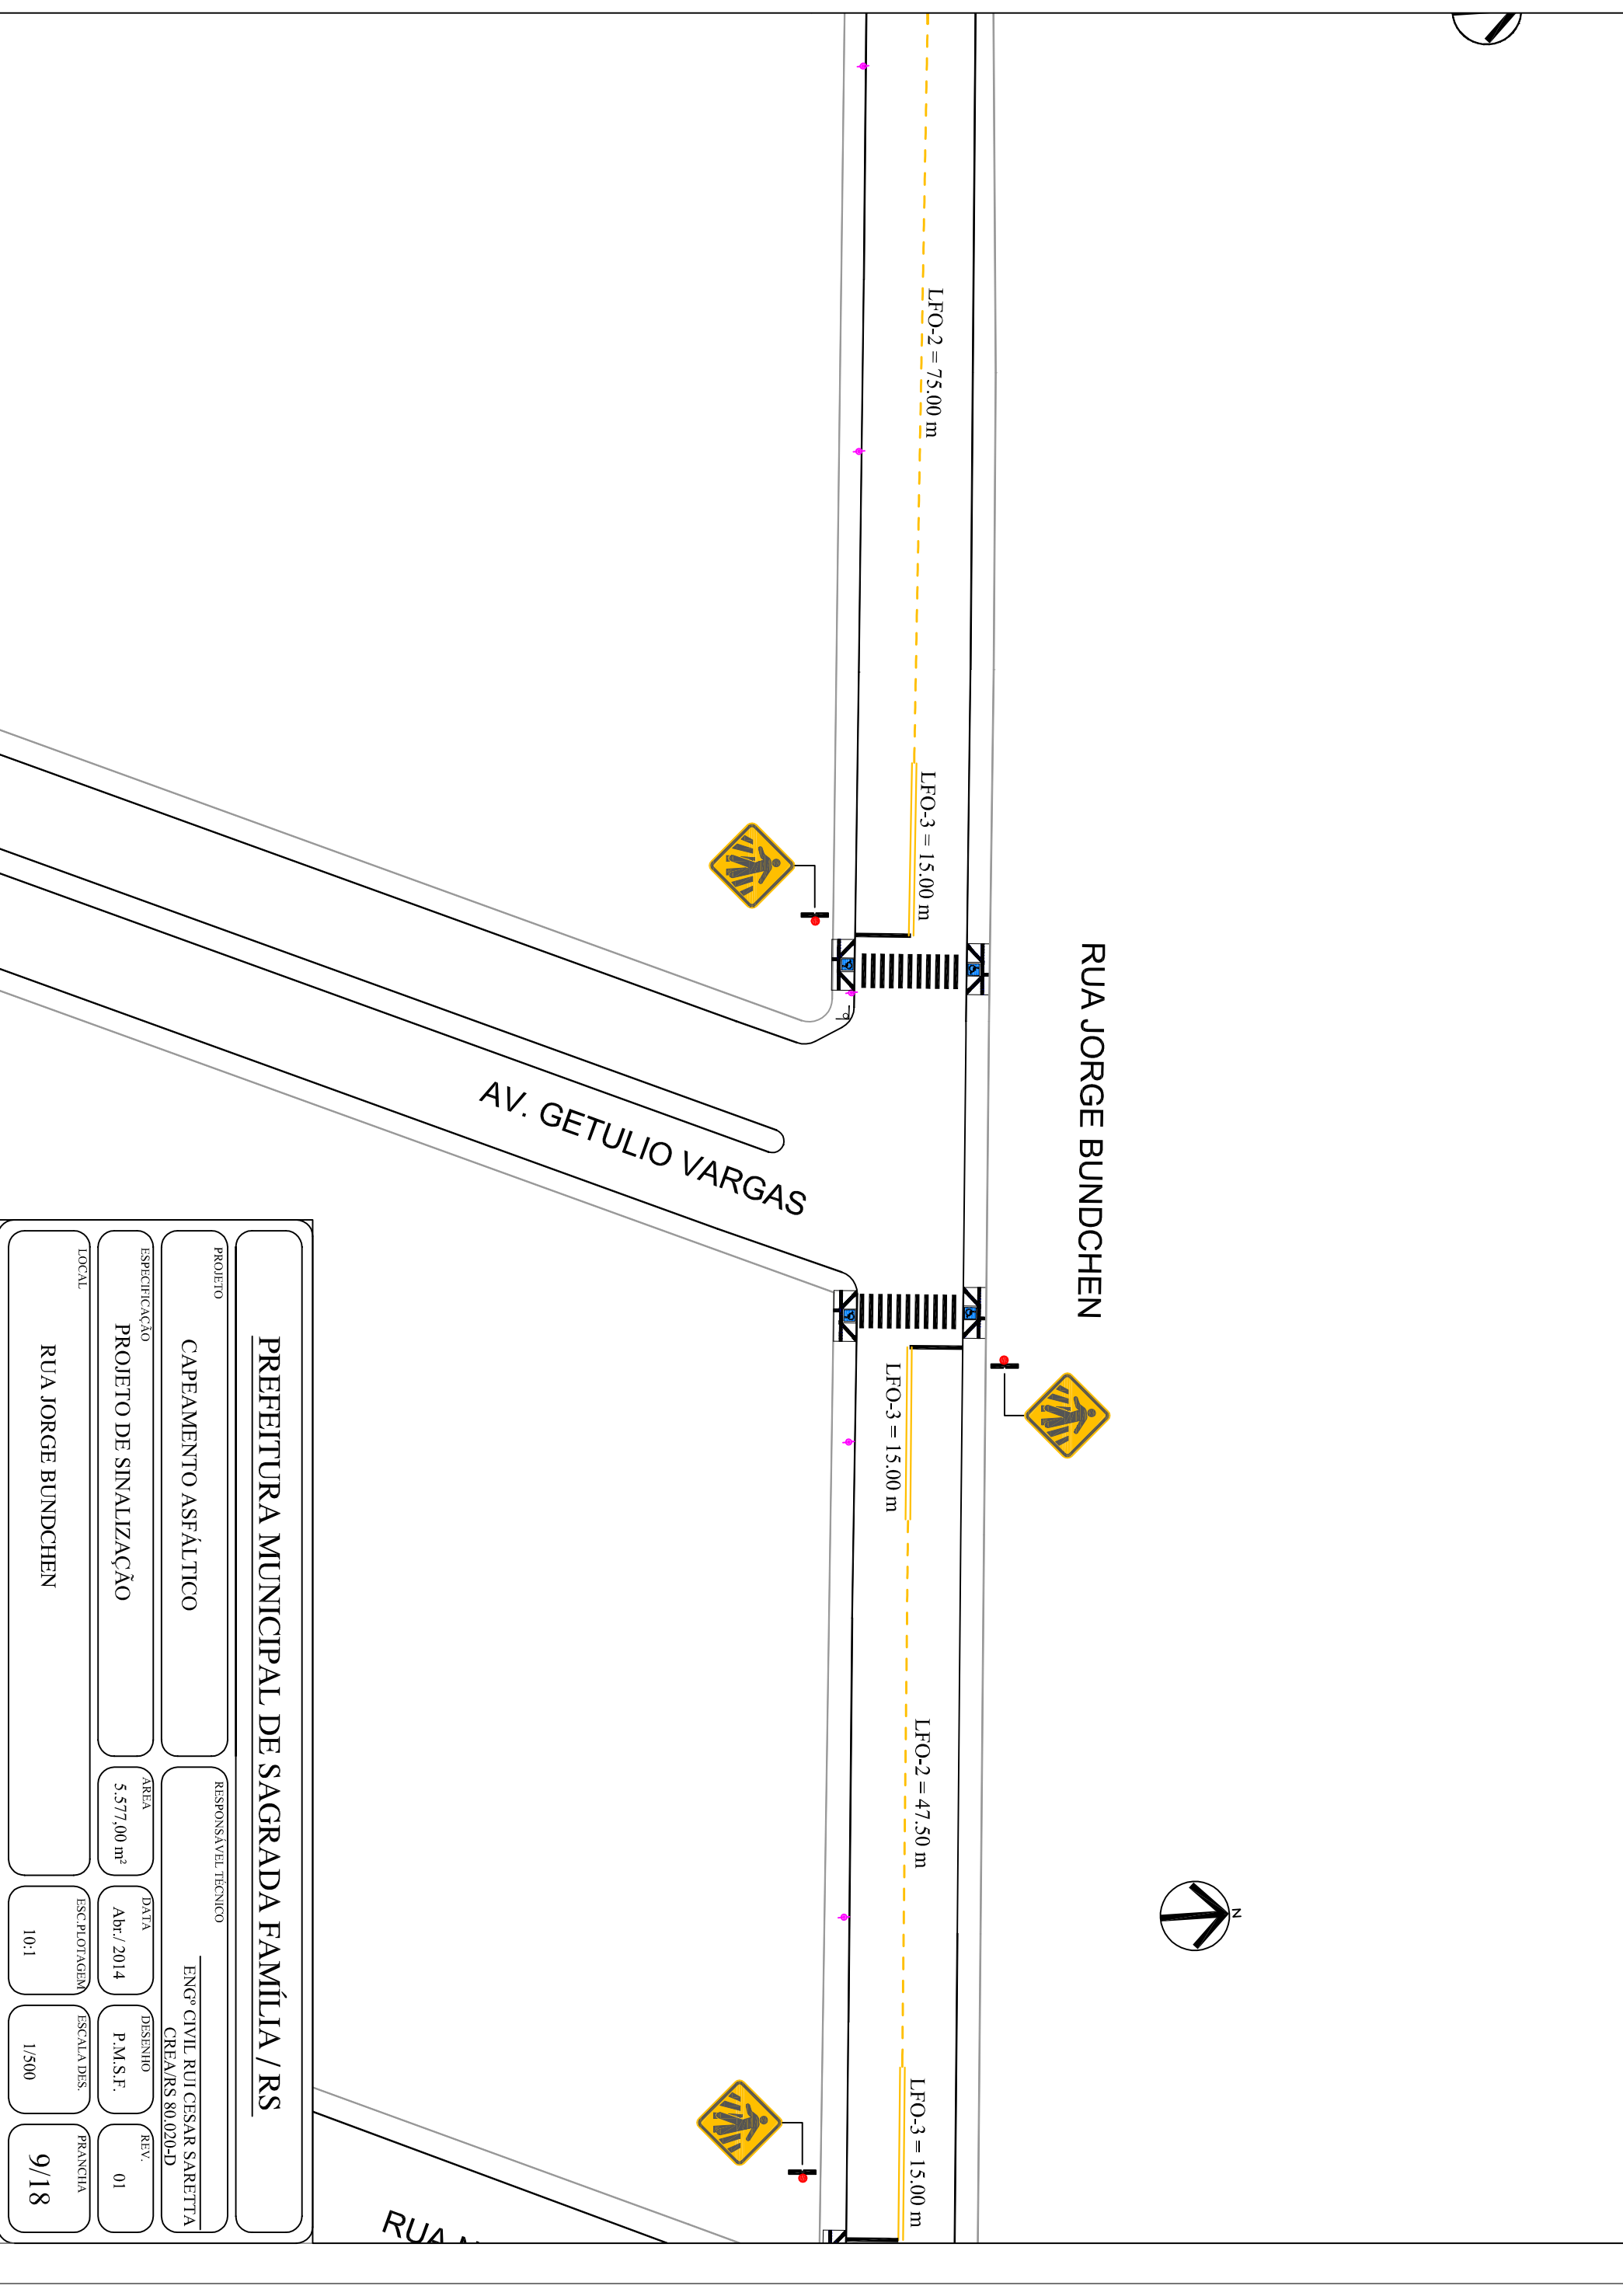 N
RUA JORGE BUNDCHEN
LFO-2 = 75.00 m
LFO-3 = 15.00 m
LFO-3 = 15.00 m
LFO-2 = 47.50 m
LFO-3 = 15.00 m
AV. GETULIO VARGAS
RUA
PREFEITURA MUNICIPAL DE SAGRADA FAMÍLIA / RS
PROJETO
CAPEAMENTO ASFÁLTICO
RESPONSÁVEL TÉCNICO
ENGº CIVIL RUI CESAR SARETTA
CREA/RS 80.020-D
ESPECIFICAÇÃO
PROJETO DE SINALIZAÇÃO
ÁREA
5.577,00 m²
DATA
Abr./ 2014
DESENHO
P.M.S.F.
REV.
01
LOCAL
RUA JORGE BUNDCHEN
ESC.PLOTAGEM
10:1
ESCALA DES.
1/500
PRANCHA
9/18